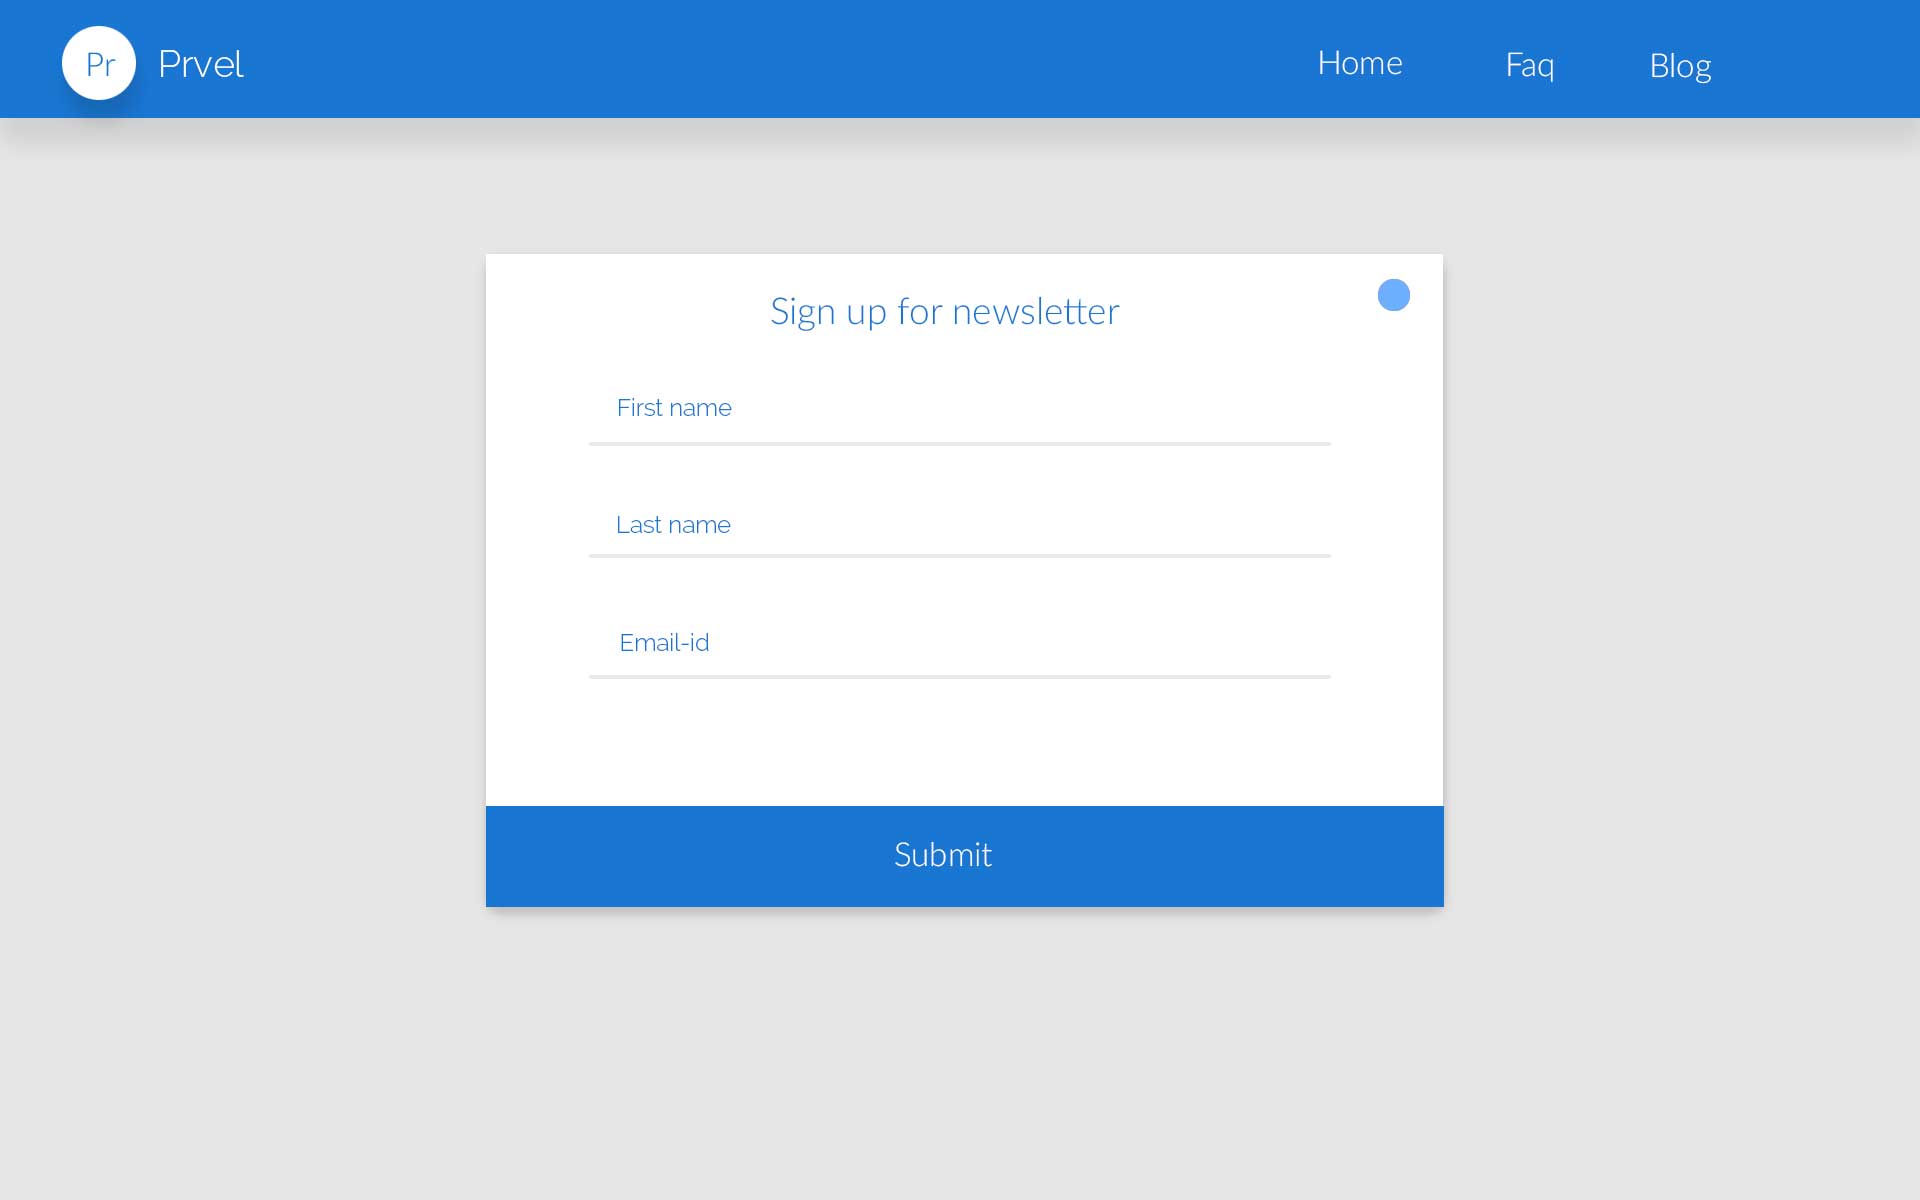 Pr Prvel Home Faq Blog
Sign up for newsletter
First name
Last name
Email-id
Submit